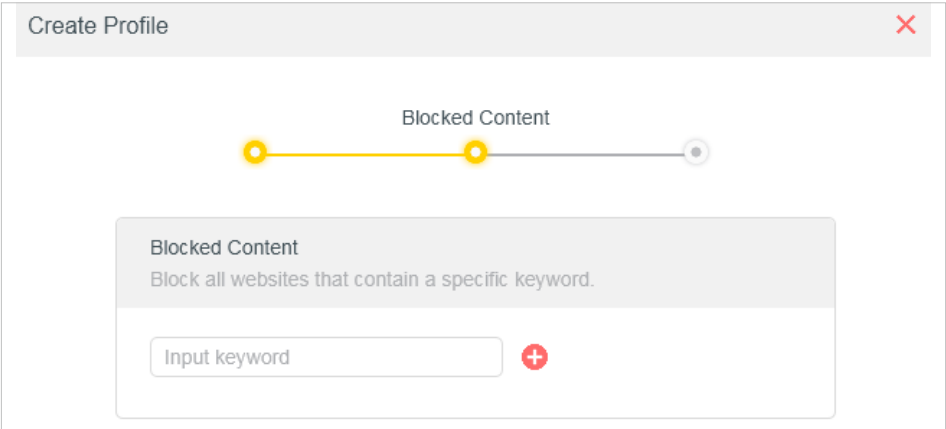 Create Profile
Blocked Content
Blocked Content
Block all websites that contain a specific keyword.
Input keyword